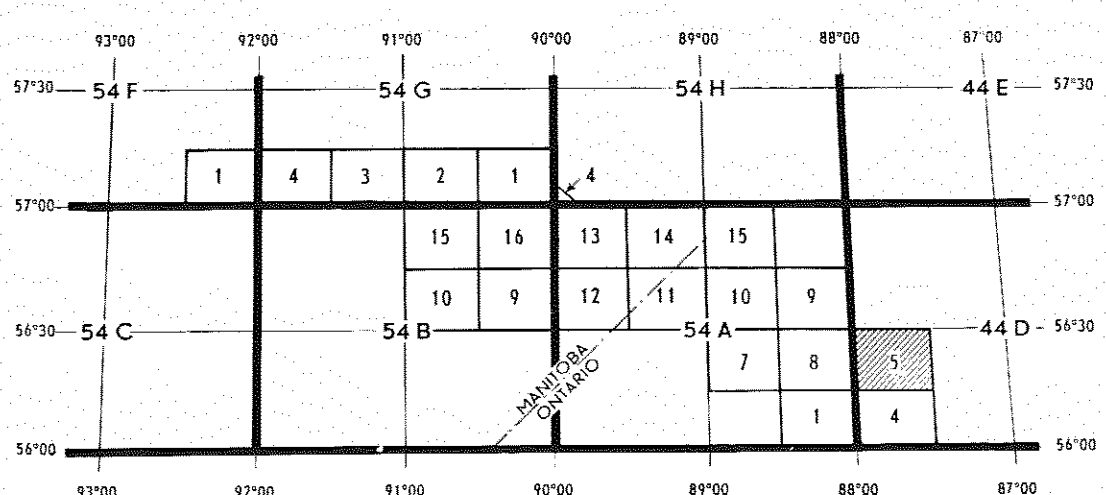 93°00 92°00 91°00 90°00 89°00 88°00 87°00
57°30 54 F 54 G 54 H 44 E 57°30
1 4 3 2 1 4
57°00 57°00
15 16 13 14 15
10 9 12 11 10 9
56°30 54 C 54 B 54 A 44 D 56°30
7 8 5
MANITOBA
ONTARIO
1 4
56°00 56°00
93°00 92°00 91°00 90°00 89°00 88°00 87°00